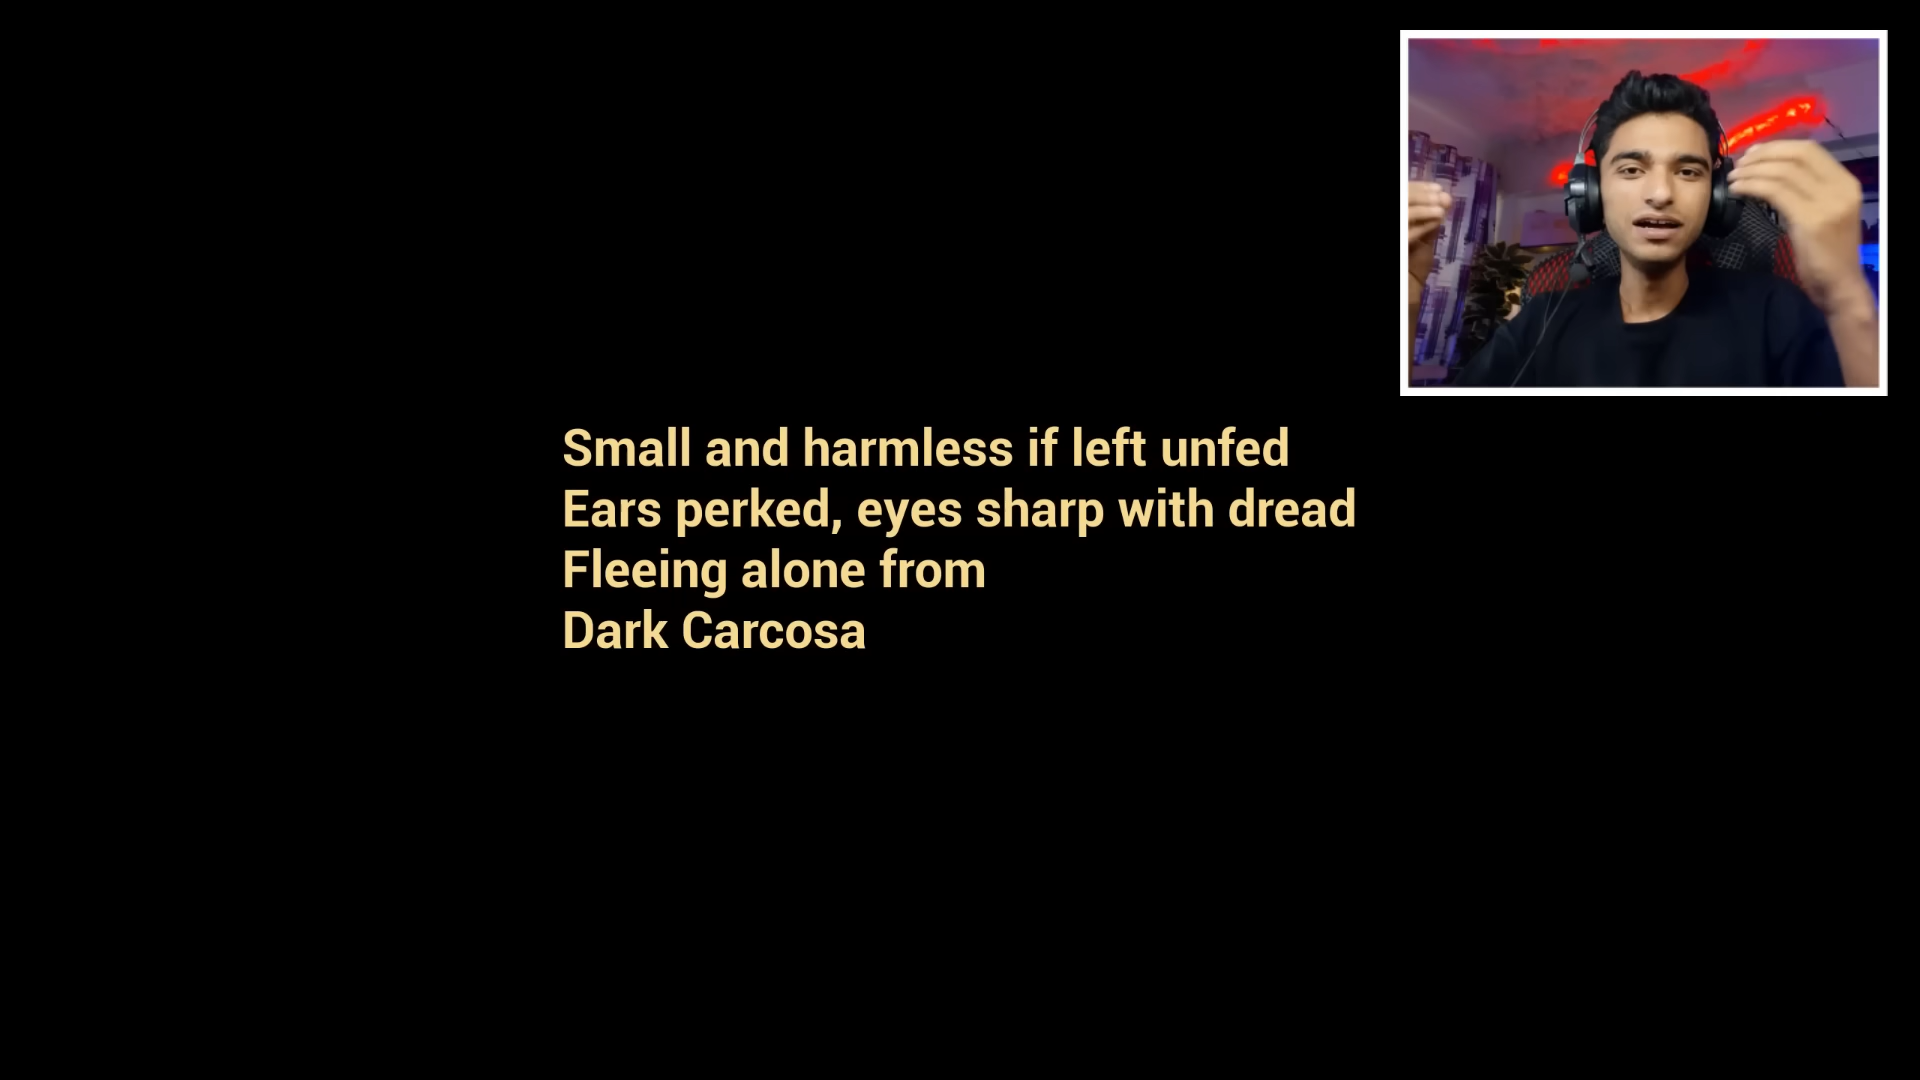 Small and harmless if left unfed
Ears perked, eyes sharp with dread
Fleeing alone from
Dark Carcosa